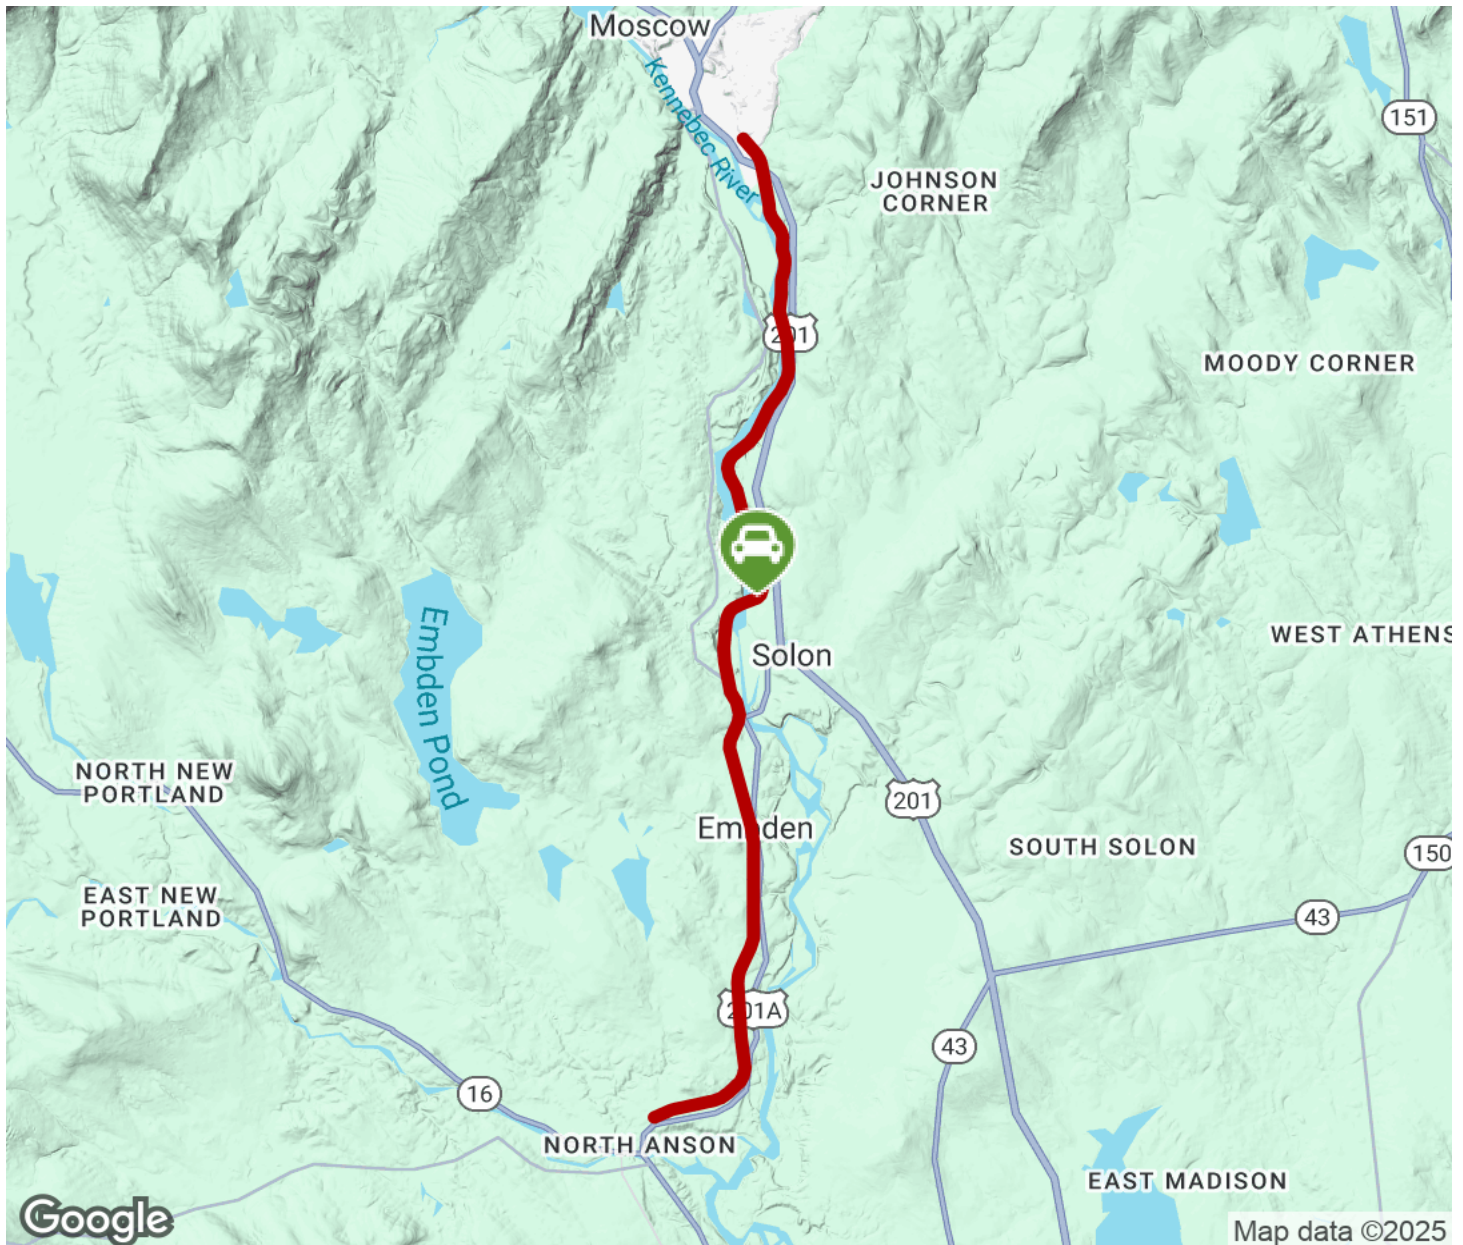 Moscow
Kennebec River
151
JOHNSON
CORNER
201
MOODY CORNER
Embden Pond
WEST ATHENS
Solon
NORTH NEW
PORTLAND
201
Embden
SOUTH SOLON
150
EAST NEW
PORTLAND
43
201A
43
16
NORTH ANSON
EAST MADISON
Google
Map data ©2025